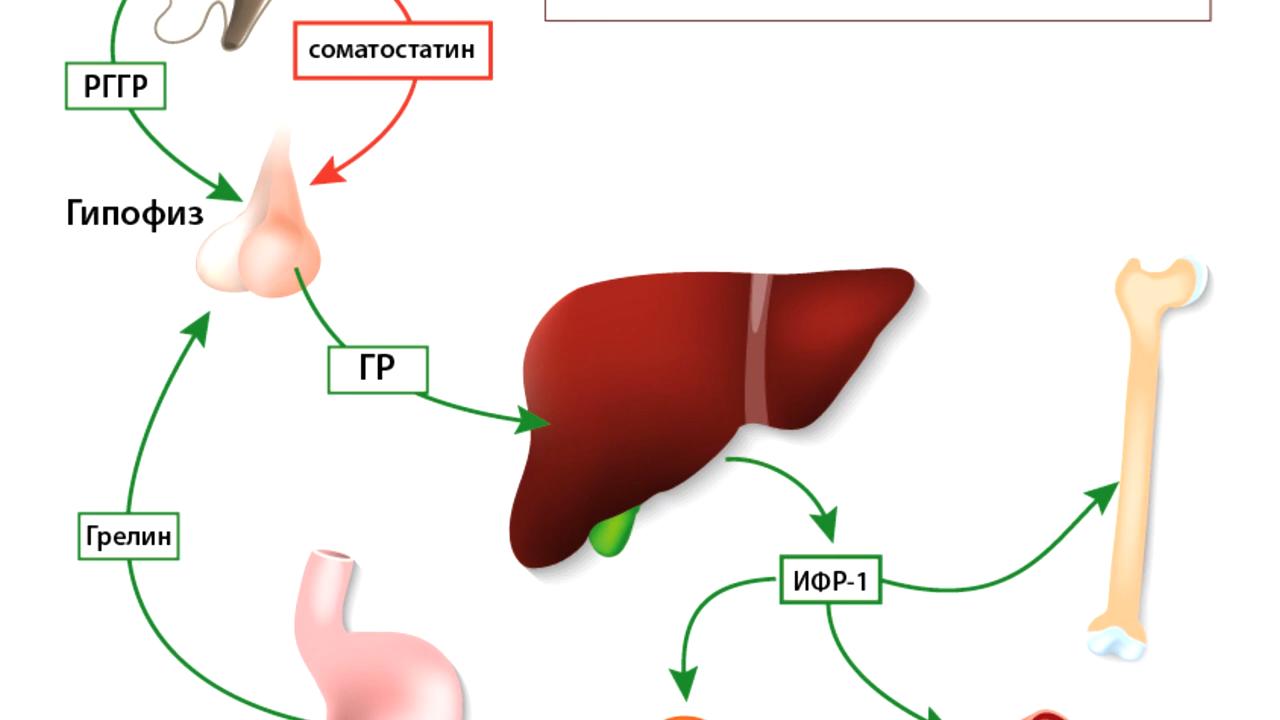 соматостатин
РГГР
Гипофиз
ГР
Грелин
ИФР-1